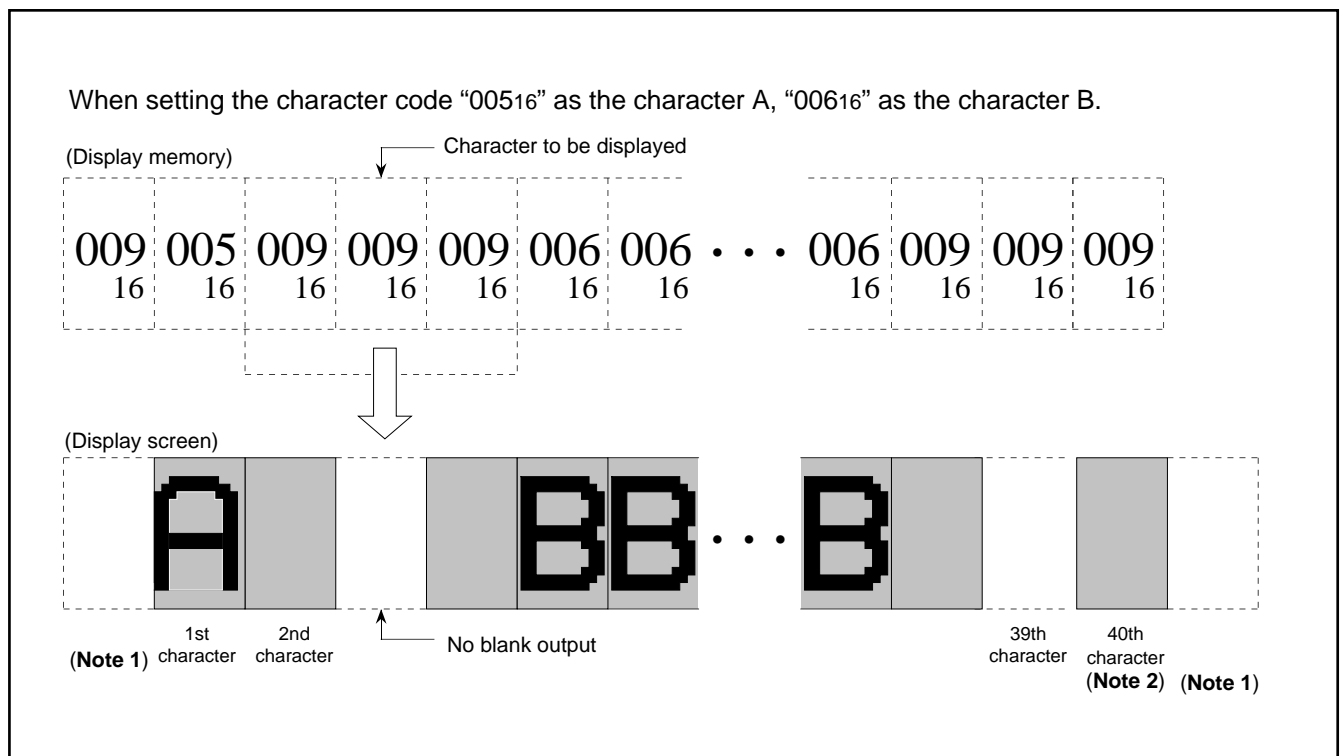 When setting the character code “00516” as the character A, “00616” as the character B.
(Display memory)
Character to be displayed
009 005 009 009 009 006 006 • • • 006 009 009 009
16 16 16 16 16 16 16 16 16 16 16
(Display screen)
A B B • • • B
No blank output
(Note 1)
1st
character
2nd
character
39th
character
40th
character
(Note 2)
(Note 1)